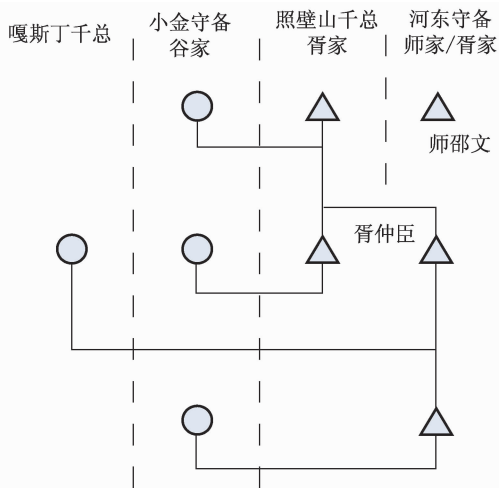 嘎斯丁千总
小金守备
谷家
照壁山千总
胥家
河东守备
师家/胥家
师邵文
胥仲臣